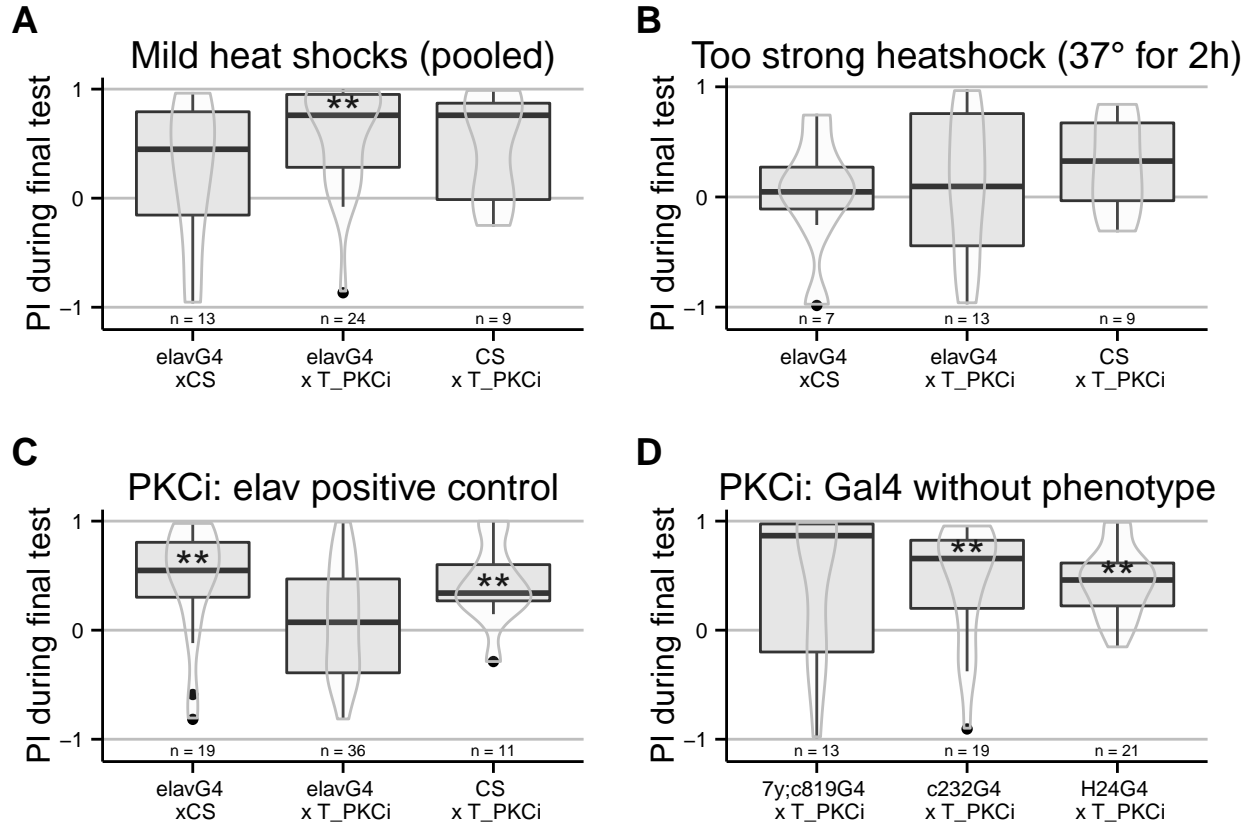 A
Mild heat shocks (pooled)
PI during final test
1
0
−1
**
n = 13
n = 24
n = 9
elavG4
xCS
elavG4
x T_PKCi
CS
x T_PKCi
B
Too strong heatshock (37° for 2h)
PI during final test
1
0
−1
n = 7
n = 13
n = 9
elavG4
xCS
elavG4
x T_PKCi
CS
x T_PKCi
C
PKCi: elav positive control
PI during final test
1
0
−1
**
**
n = 19
n = 36
n = 11
elavG4
xCS
elavG4
x T_PKCi
CS
x T_PKCi
D
PKCi: Gal4 without phenotype
PI during final test
1
0
−1
**
**
n = 13
n = 19
n = 21
7y;c819G4
x T_PKCi
c232G4
x T_PKCi
H24G4
x T_PKCi